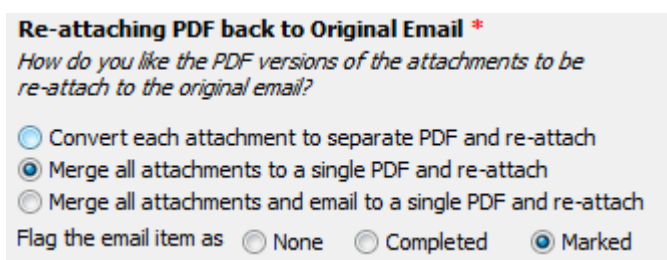 Re-attaching PDF back to Original Email *
How do you like the PDF versions of the attachments to be
re-attach to the original email?
Convert each attachment to separate PDF and re-attach
Merge all attachments to a single PDF and re-attach
Merge all attachments and email to a single PDF and re-attach
Flag the email item as None Completed Marked